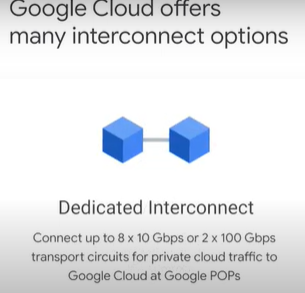 Google Cloud offers
many interconnect options
Dedicated Interconnect
Connect up to 8 x 10 Gbps or 2 x 100 Gbps
transport circuits for private cloud traffic to
Google Cloud at Google POPs